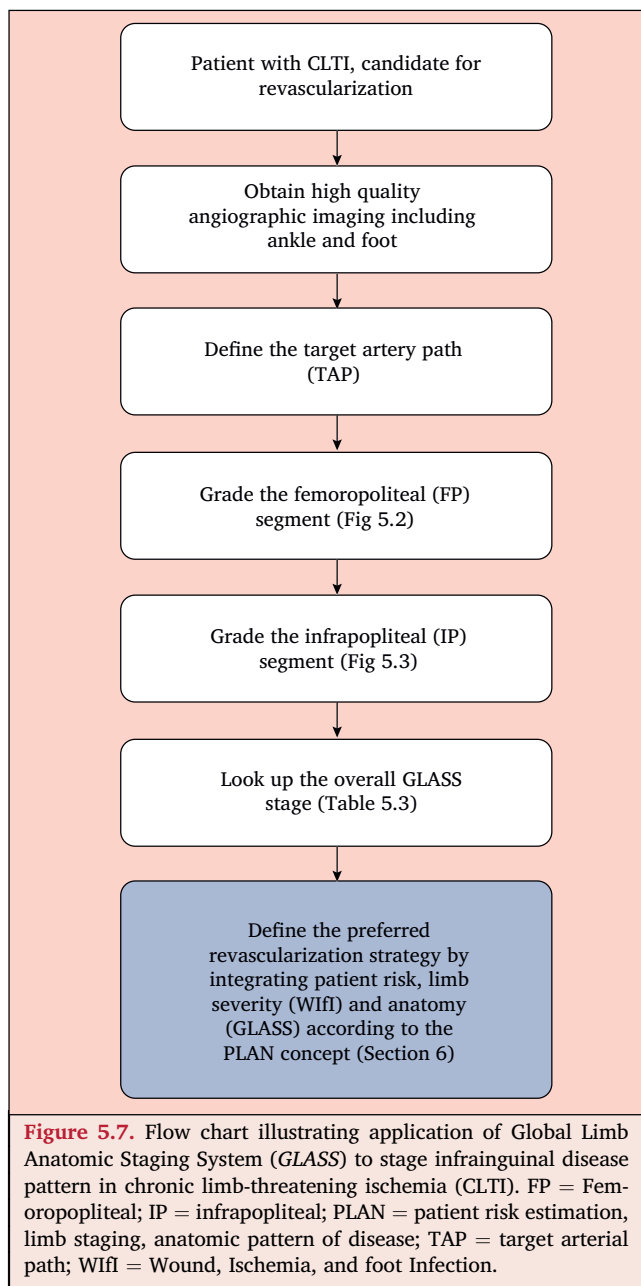 Patient with CLTI, candidate for
revascularization
Obtain high quality
angiographic imaging including
ankle and foot
Define the target artery path
(TAP)
Grade the femoropoliteal (FP)
segment (Fig 5.2)
Grade the infrapopliteal (IP)
segment (Fig 5.3)
Look up the overall GLASS
stage (Table 5.3)
Define the preferred
revascularization strategy by
integrating patient risk, limb
severity (WIfI) and anatomy
(GLASS) according to the
PLAN concept (Section 6)
Figure 5.7. Flow chart illustrating application of Global Limb
Anatomic Staging System (GLASS) to stage infrainguinal disease
pattern in chronic limb-threatening ischemia (CLTI). FP = Fem-
oropopliteal; IP = infrapopliteal; PLAN = patient risk estimation,
limb staging, anatomic pattern of disease; TAP = target arterial
path; WIfI = Wound, Ischemia, and foot Infection.